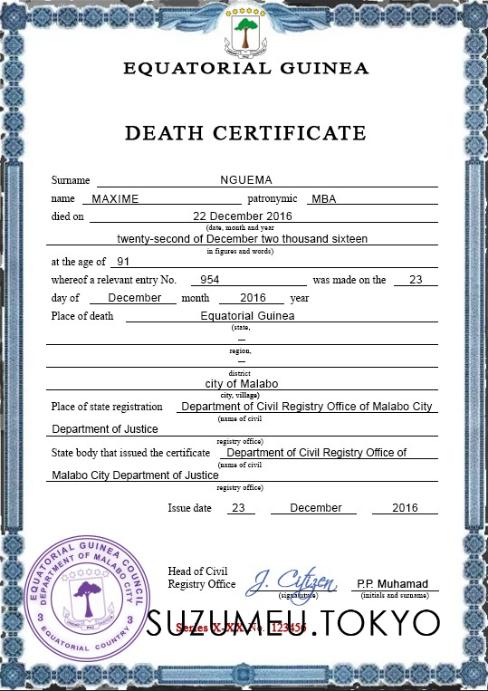 EQUATORIAL GUINEA
DEATH CERTIFICATE
Surname NGUEMA
name MAXIME patronymic MBA
died on 22 December 2016
(date, month and year
twenty-second of December two thousand sixteen
in figures and words)
at the age of 91
whereof a relevant entry No. 954 was made on the 23
day of December month 2016 year
Place of death Equatorial Guinea
(state,
—
region,
—
district
city of Malabo
city, village)
Place of state registration Department of Civil Registry Office of Malabo City
(name of civil
Department of Justice
registry office)
State body that issued the certificate Department of Civil Registry Office of
(name of civil
Malabo City Department of Justice
registry office)
Issue date 23 December 2016
EQUATORIAL GUINEA COUNCIL
DEPARTMENT OF MALABO CITY
3 3
EQUATORIAL COUNTRY
Head of Civil
Registry Office J. Citizen P.P. Muhamad
(signature) (initials and surname)
Series X-XX No. 123456
SUZUMEU.TOKYO